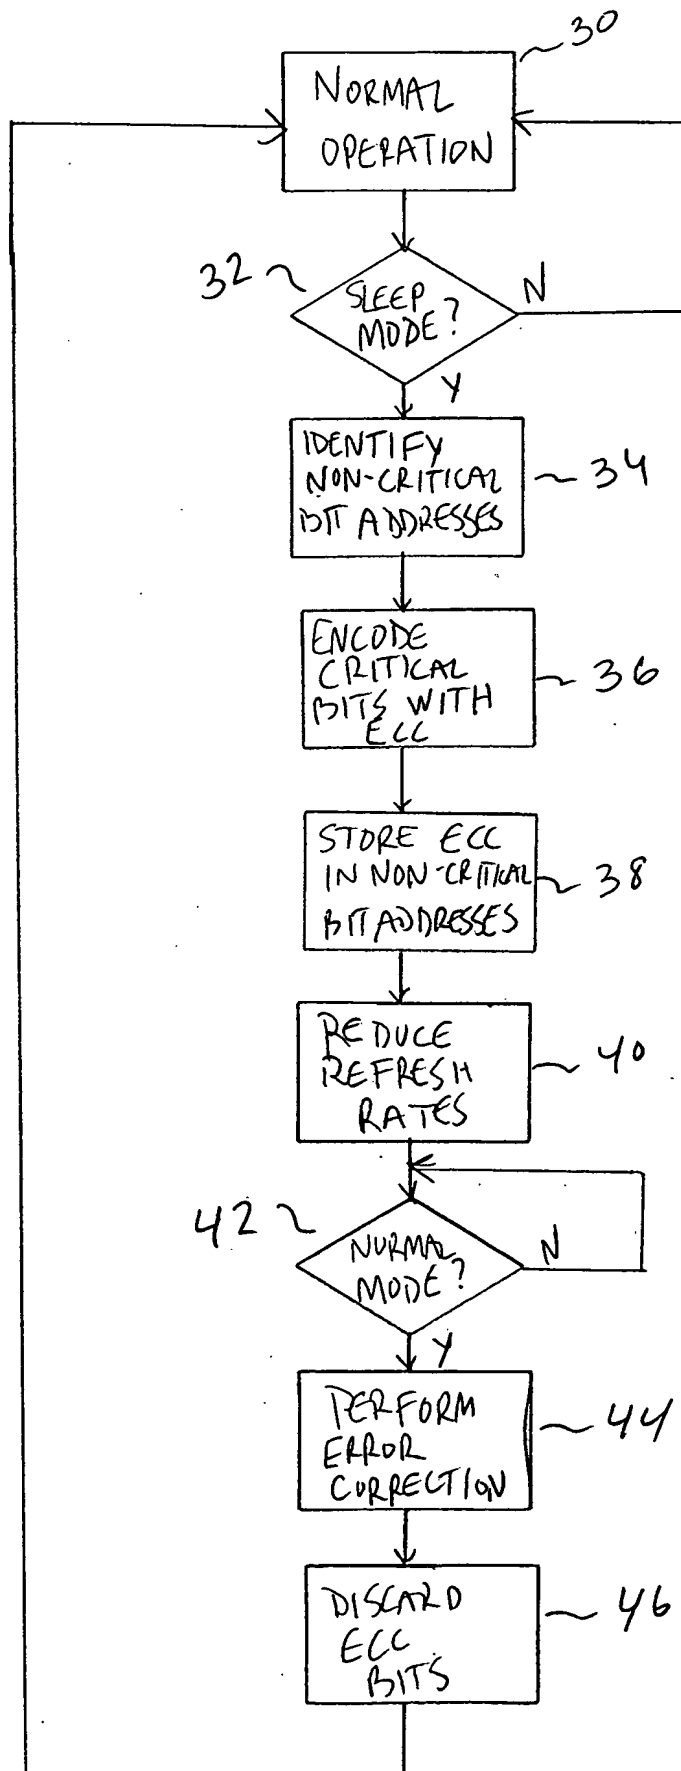 30
NORMAL
OPERATION
32
SLEEP
MODE?
N
Y
IDENTIFY
NON-CRITICAL
BIT ADDRESSES
34
ENCODE
CRITICAL
BITS WITH
ECC
36
STORE ECC
IN NON-CRITICAL
BIT ADDRESSES
38
REDUCE
REFRESH
RATES
40
42
NORMAL
MODE?
N
Y
PERFORM
ERROR
CORRECTION
44
DISCARD
ECC
BITS
46